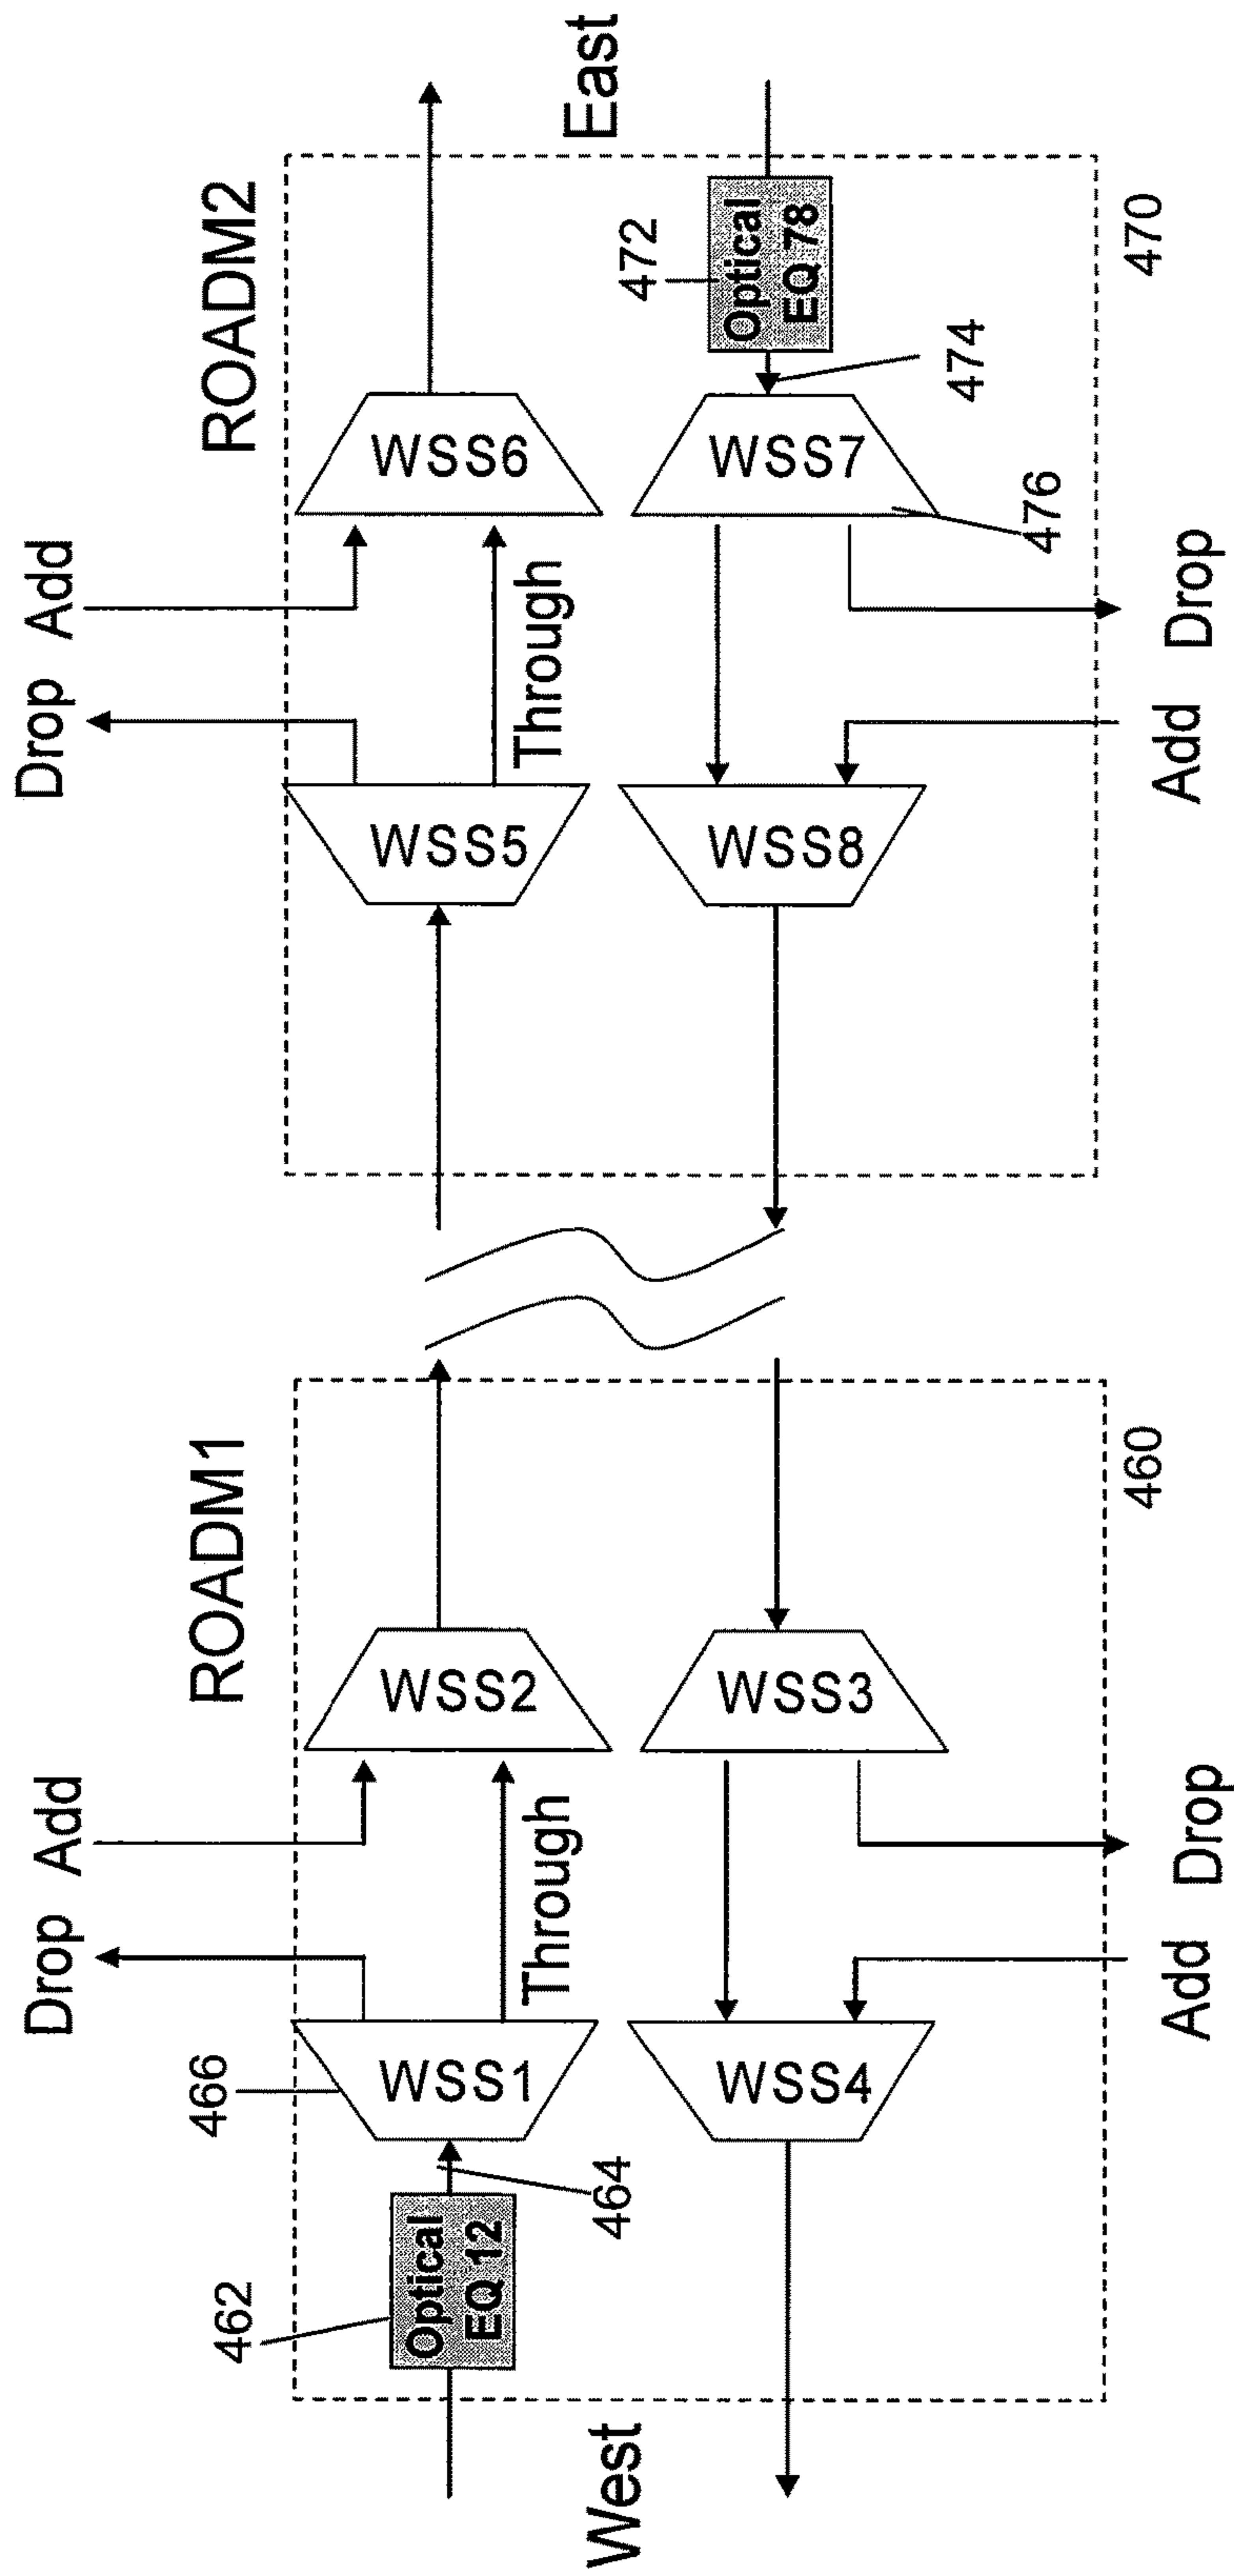 ROADM1
ROADM2
Drop
Add
Drop
Add
466
462
Optical
EQ 12
464
WSS1
Through
WSS2
WSS5
Through
WSS6
West
East
WSS4
WSS3
WSS8
WSS7
472
Optical
EQ 78
474
476
Add
Drop
460
Add
Drop
470